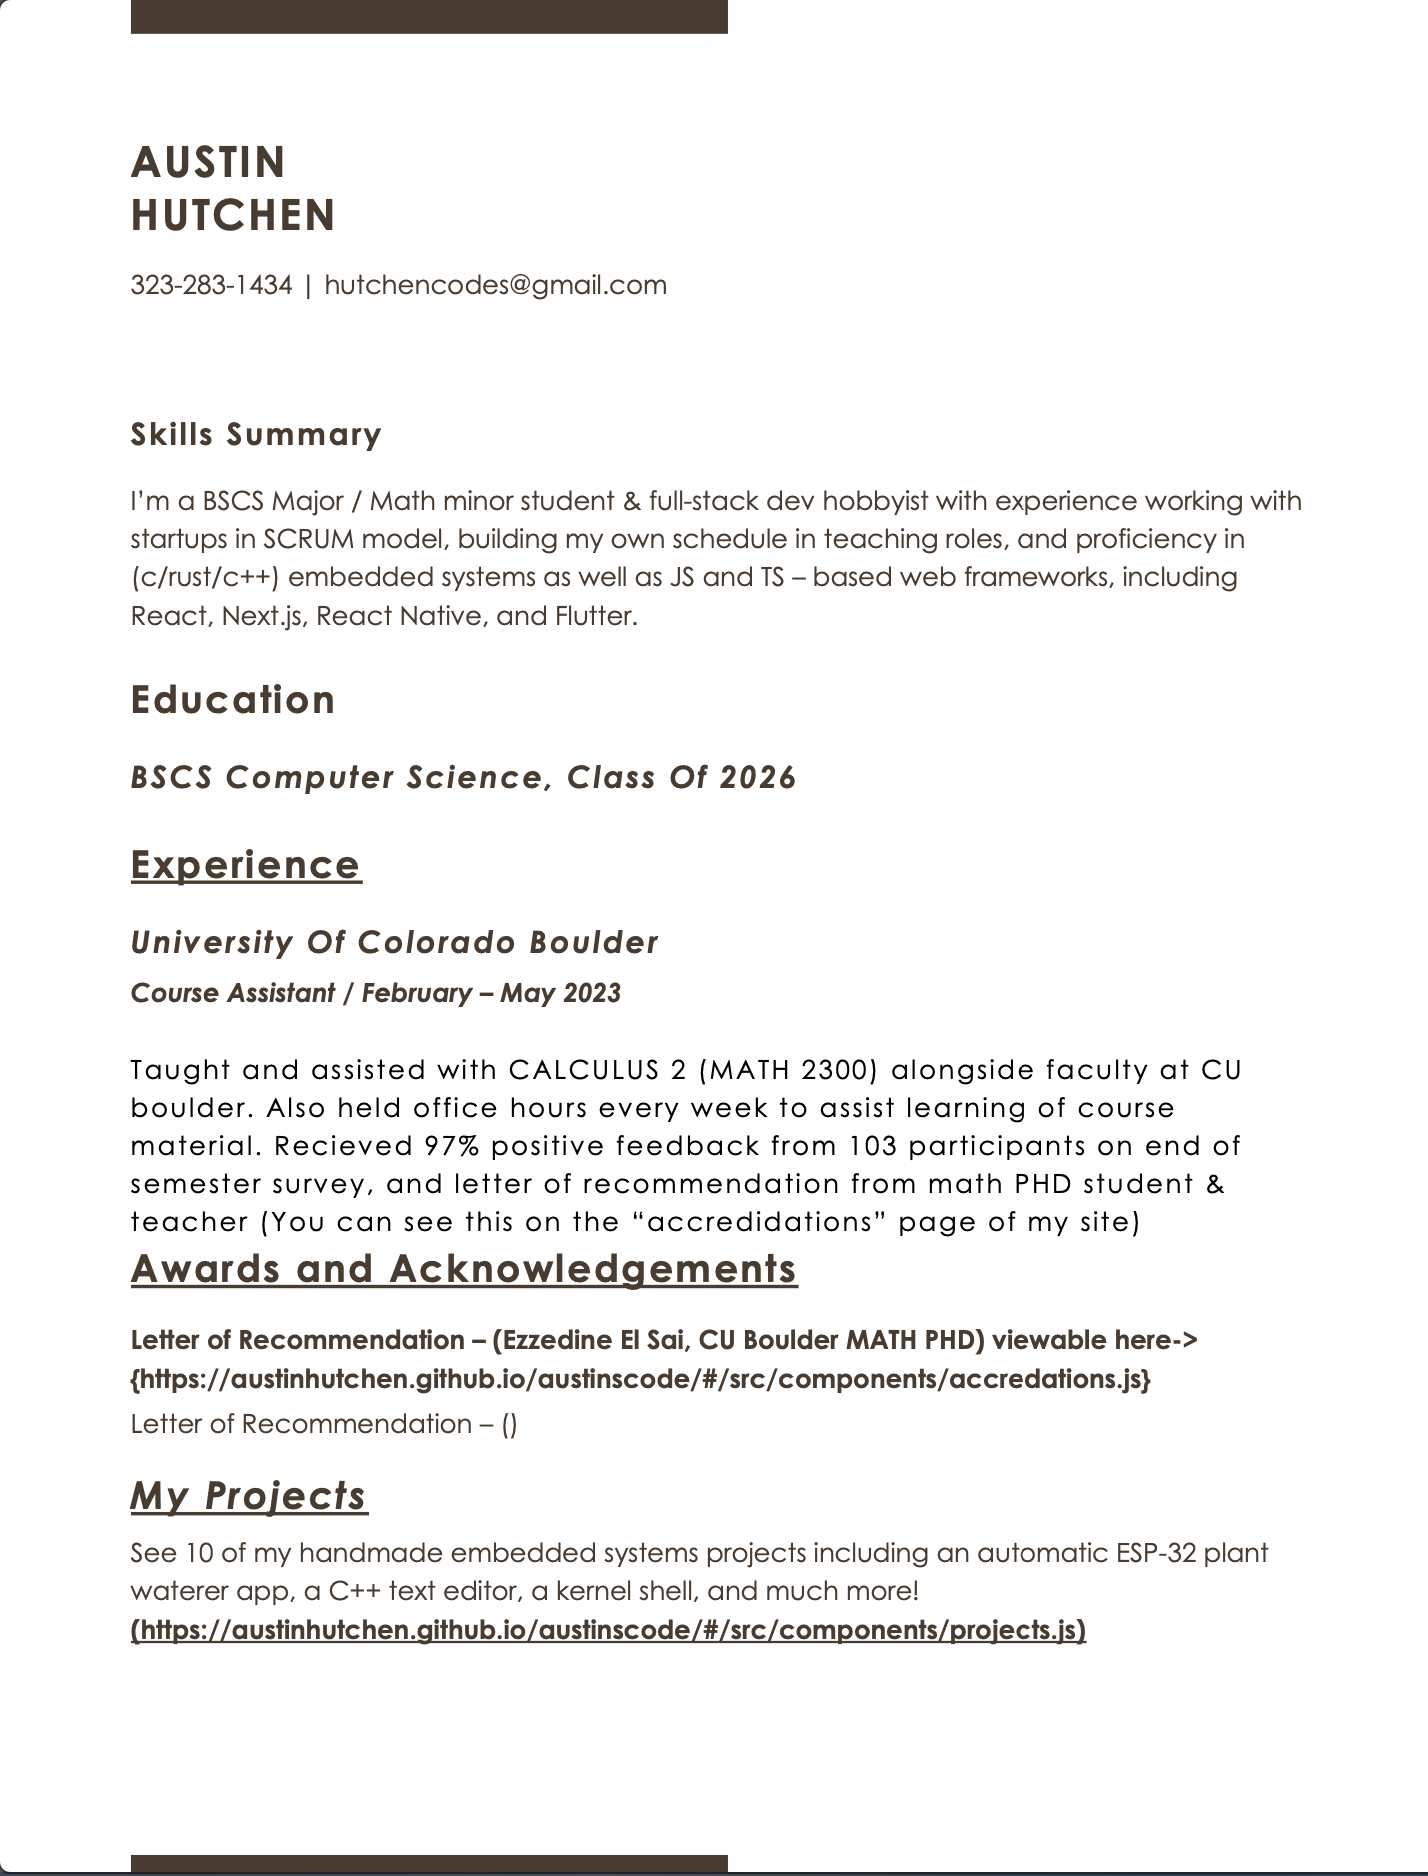 AUSTIN
HUTCHEN
323-283-1434 | hutchencodes@gmail.com
Skills Summary
I’m a BSCS Major / Math minor student & full-stack dev hobbyist with experience working with
startups in SCRUM model, building my own schedule in teaching roles, and proficiency in
(c/rust/c++) embedded systems as well as JS and TS – based web frameworks, including
React, Next.js, React Native, and Flutter.
Education
BSCS Computer Science, Class Of 2026
Experience
University Of Colorado Boulder
Course Assistant / February – May 2023
Taught and assisted with CALCULUS 2 (MATH 2300) alongside faculty at CU
boulder. Also held office hours every week to assist learning of course
material. Recieved 97% positive feedback from 103 participants on end of
semester survey, and letter of recommendation from math PHD student &
teacher (You can see this on the “accredidations” page of my site)
Awards and Acknowledgements
Letter of Recommendation – (Ezzedine El Sai, CU Boulder MATH PHD) viewable here->
{https://austinhutchen.github.io/austinscode/#/src/components/accredations.js}
Letter of Recommendation – ()
My Projects
See 10 of my handmade embedded systems projects including an automatic ESP-32 plant
waterer app, a C++ text editor, a kernel shell, and much more!
(https://austinhutchen.github.io/austinscode/#/src/components/projects.js)